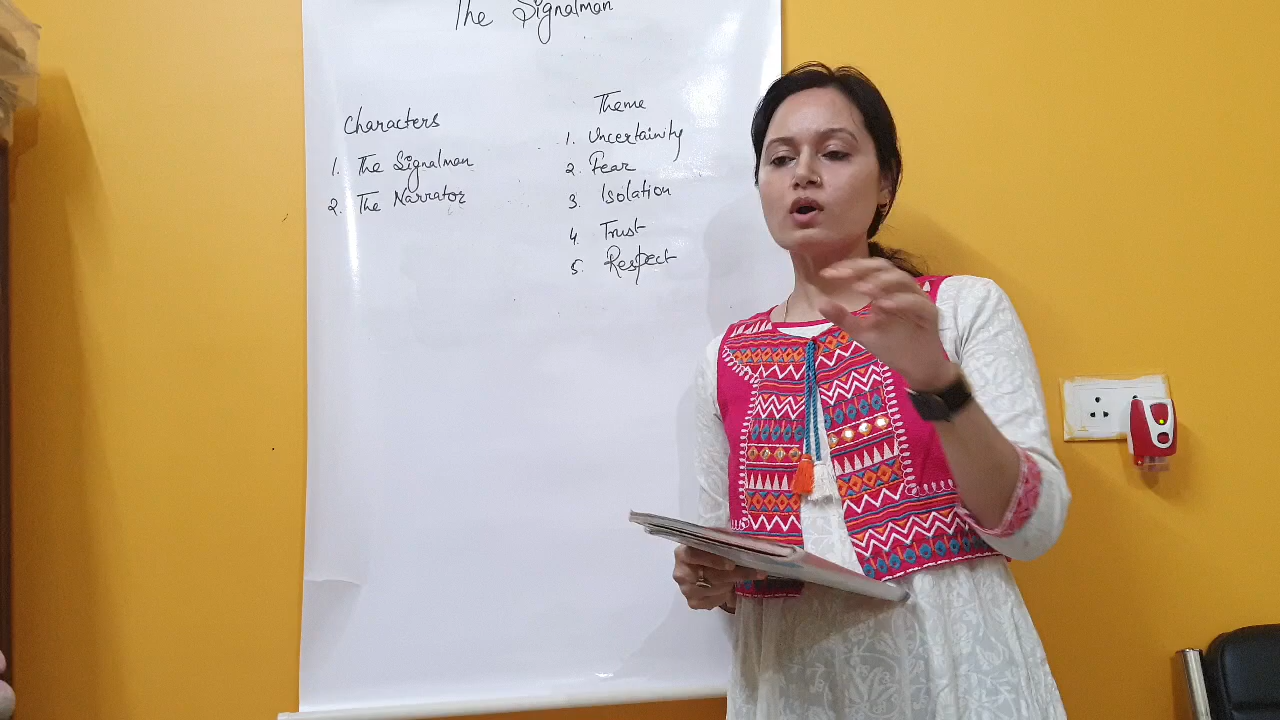 The Signalman
Characters
1. The Signalman
2. The Narrator
Theme
1. Uncertainity
2. Fear
3. Isolation
4. Trust
5. Respect